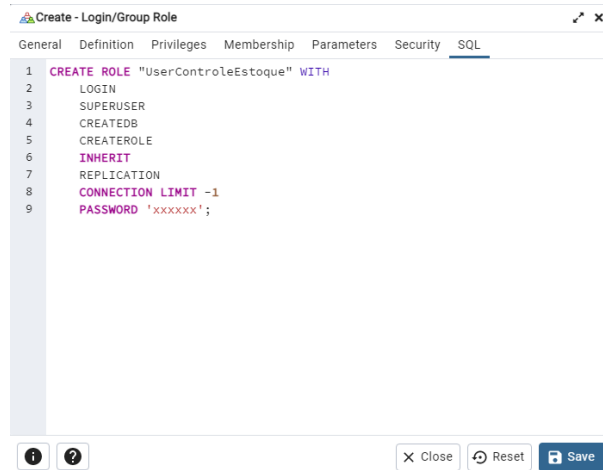 Create - Login/Group Role
General Definition Privileges Membership Parameters Security SQL
1 CREATE ROLE "UserControleEstoque" WITH
2 LOGIN
3 SUPERUSER
4 CREATEDB
5 CREATEROLE
6 INHERIT
7 REPLICATION
8 CONNECTION LIMIT -1
9 PASSWORD 'xxxxxx';
Close Reset Save